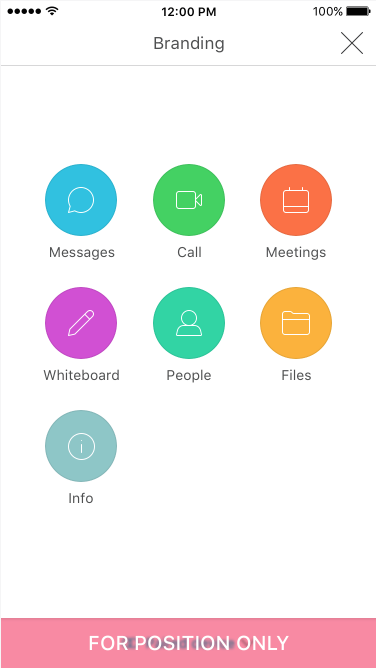 12:00 PM 100%
Branding
Messages Call Meetings
Whiteboard People Files
Info
FOR POSITION ONLY